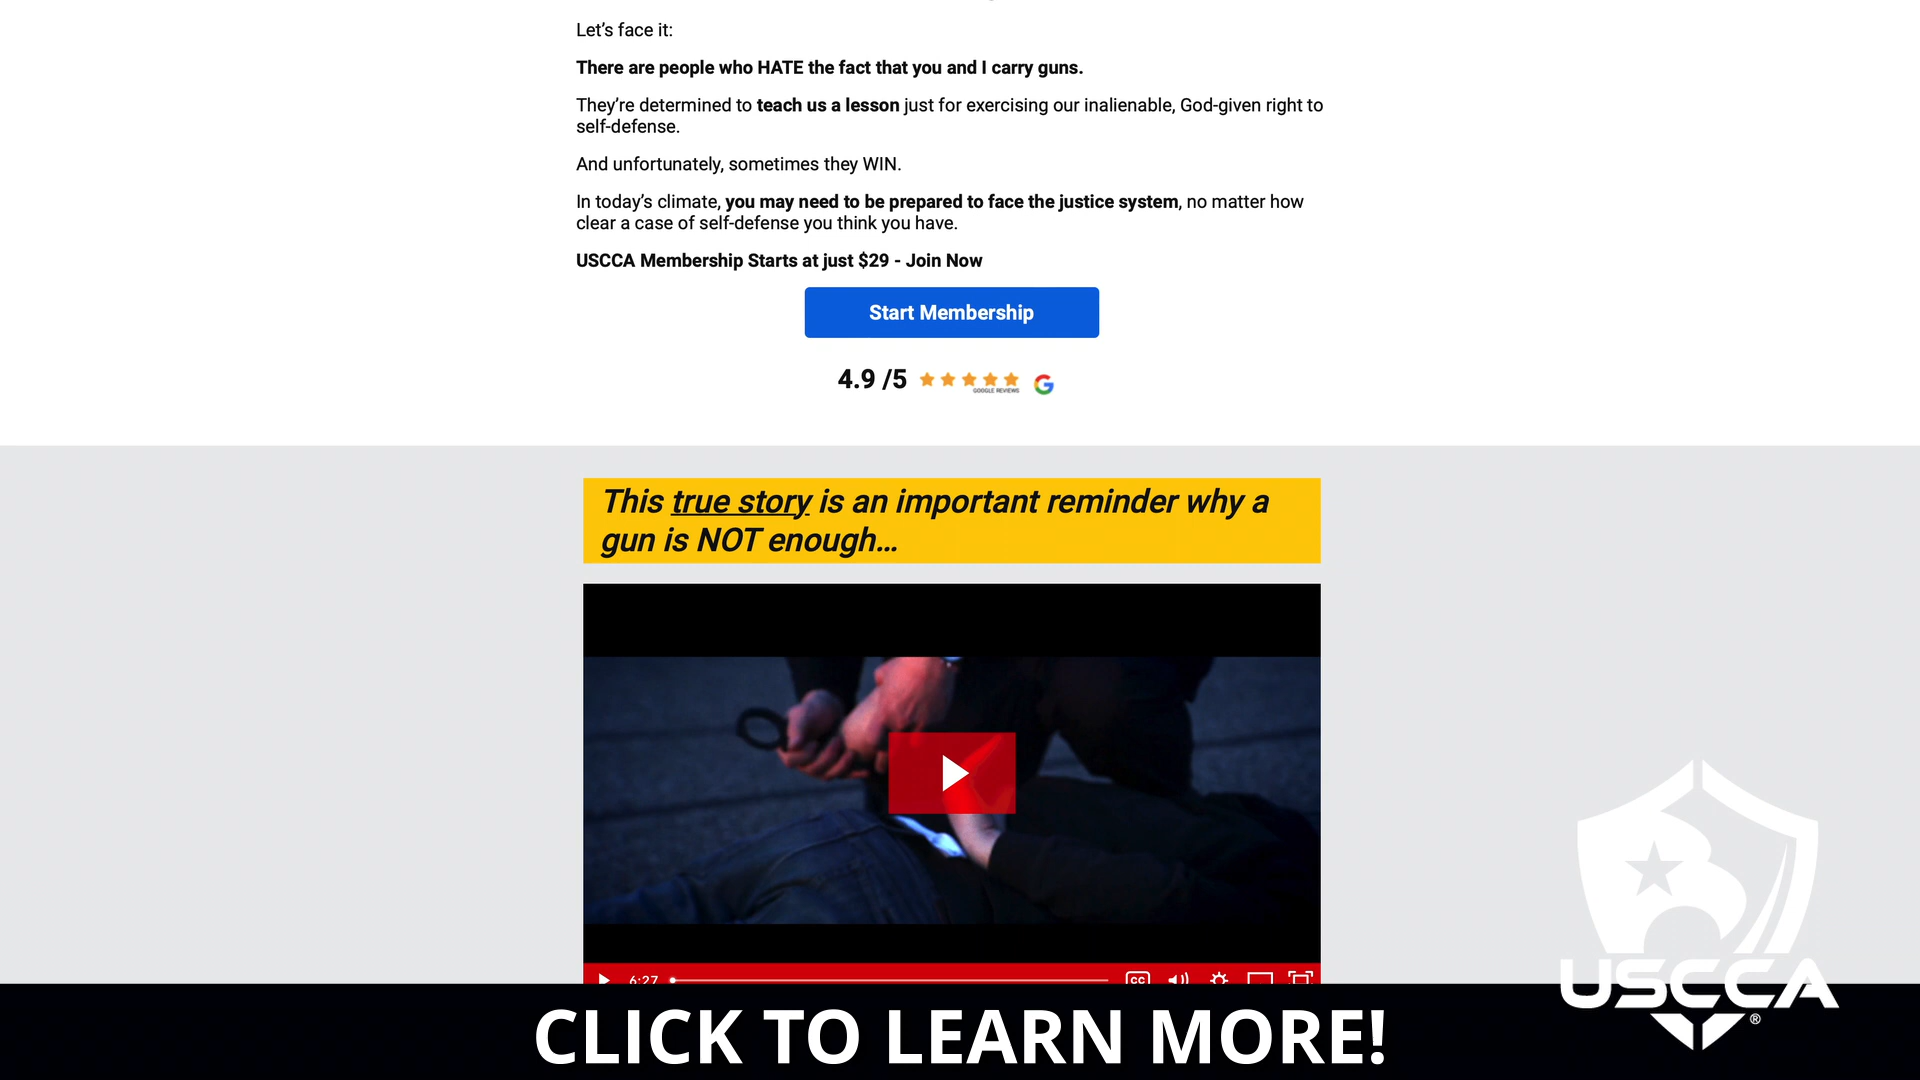 Let’s face it:
There are people who HATE the fact that you and I carry guns.
They’re determined to teach us a lesson just for exercising our inalienable, God-given right to
self-defense.
And unfortunately, sometimes they WIN.
In today’s climate, you may need to be prepared to face the justice system, no matter how
clear a case of self-defense you think you have.
USCCA Membership Starts at just $29 - Join Now
Start Membership
4.9 /5
GOOGLE REVIEWS
G
This true story is an important reminder why a
gun is NOT enough...
6:27
CC
USCCA
®
CLICK TO LEARN MORE!